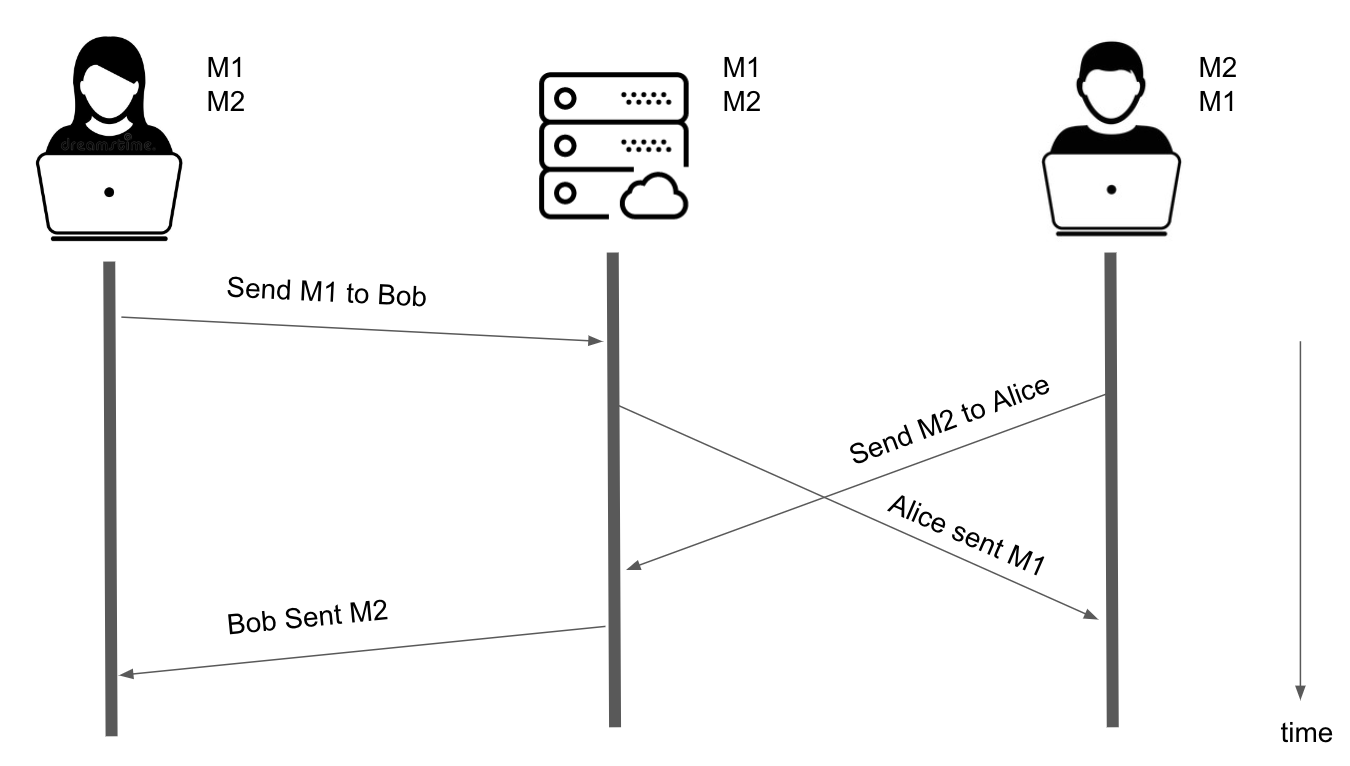 M1
M2
M1
M2
M2
M1
dreamstime.
Send M1 to Bob
Send M2 to Alice
Alice sent M1
Bob Sent M2
time